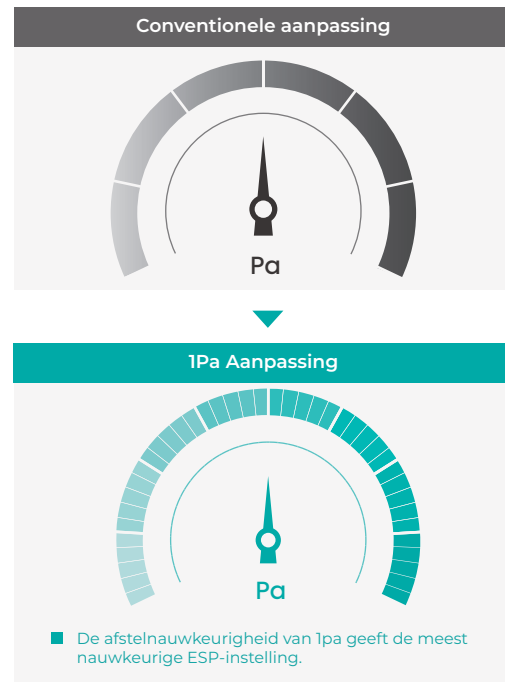 Conventionele aanpassing
Pa
1Pa Aanpassing
Pa
De afstelnauwkeurigheid van 1pa geeft de meest
nauwkeurige ESP-instelling.